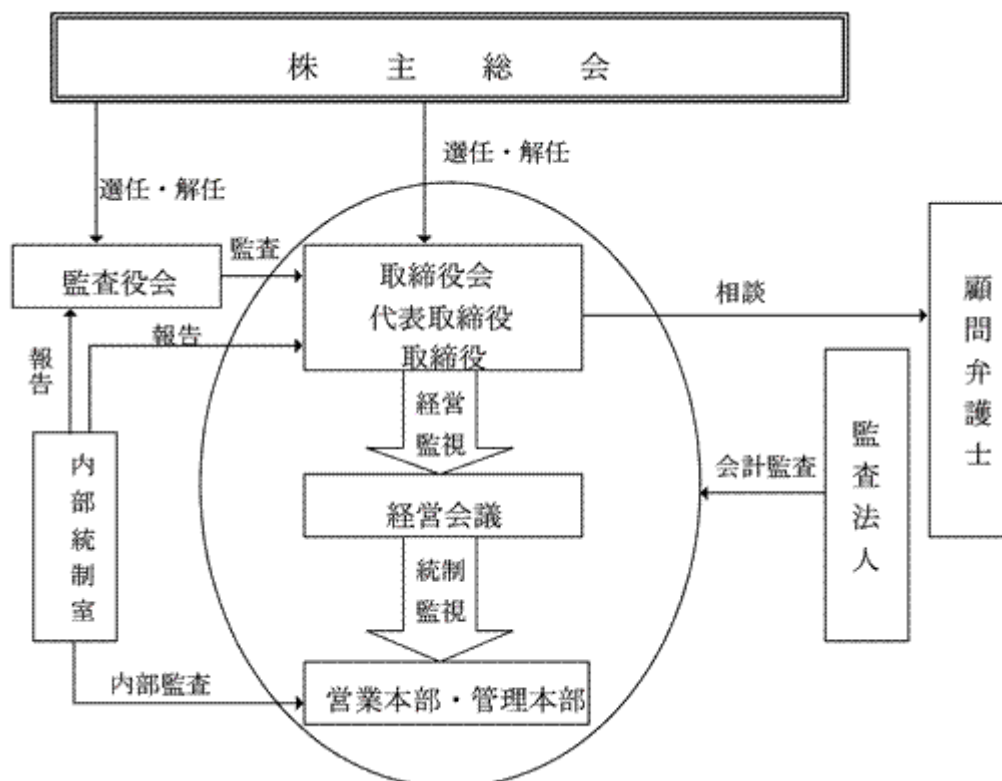 株主総会
選任・解任
選任・解任
監査役会
監査
取締役会
代表取締役
取締役
相談
顧問弁護士
報告
報告
経営
監視
内部統制室
経営会議
会計監査
監査法人
統制
監視
内部監査
営業本部・管理本部